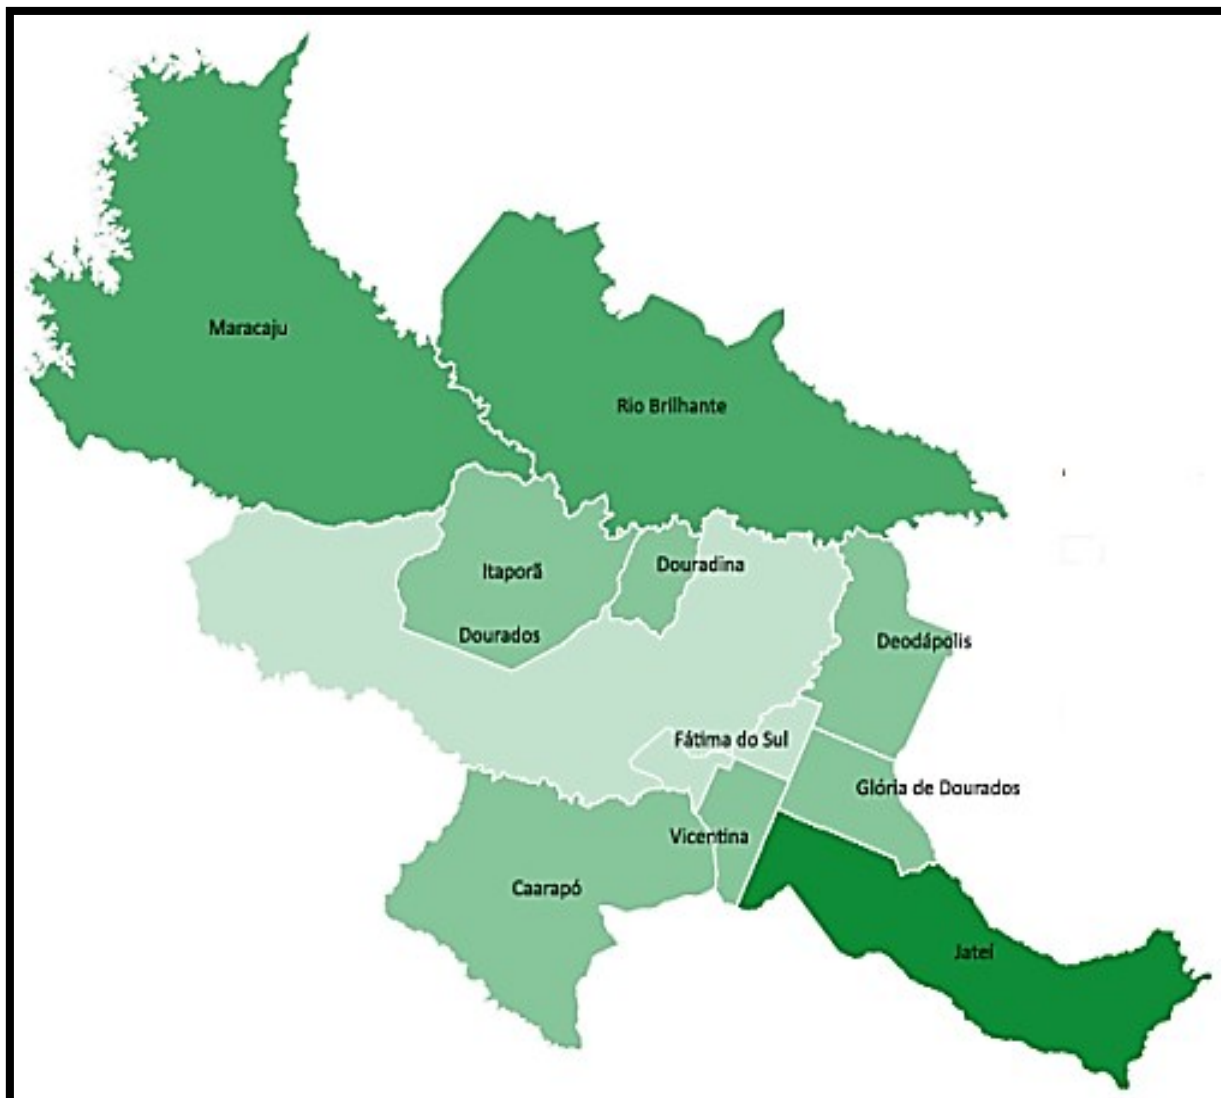 Maracaju
Rio Brilhante
Douradina
Itaporã
Dourados
Deodápolis
Fátima do Sul
Glória de Dourados
Vicentina
Caarapó
Jateí